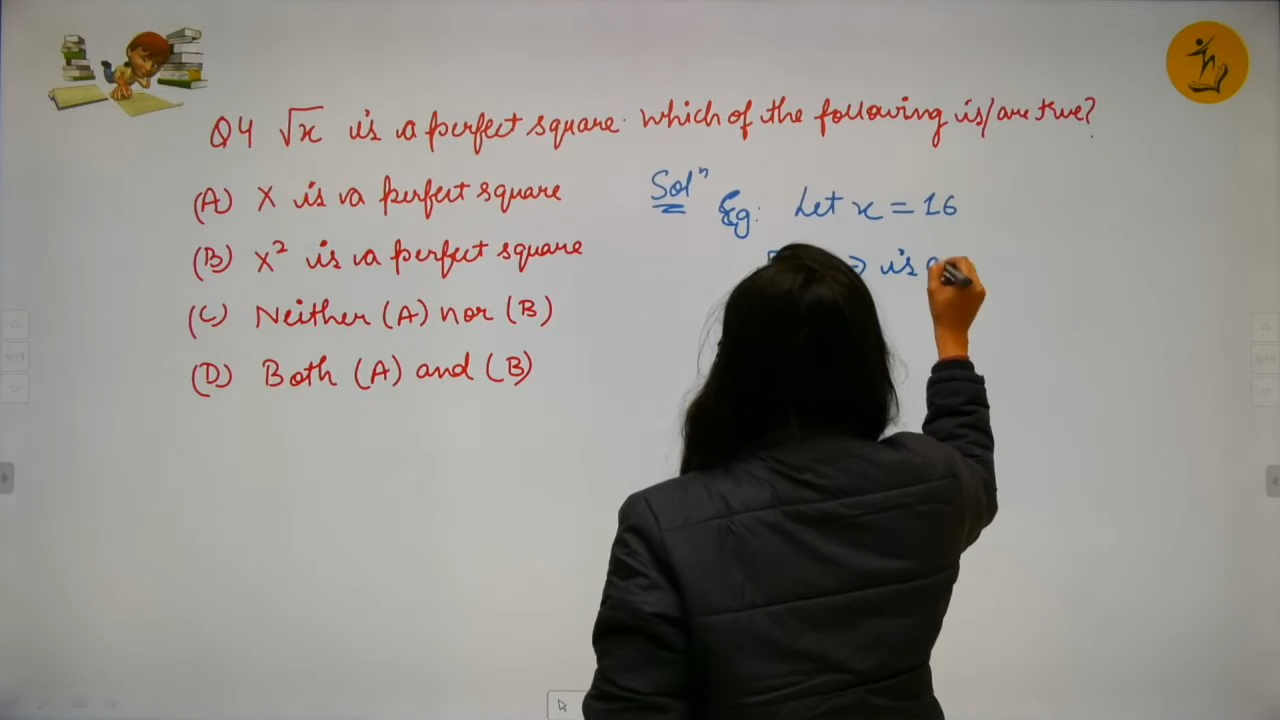 Q4 √x is a perfect square. which of the following is/are true?
(A) X is a perfect square
(B) X² is a perfect square
(C) Neither (A) nor (B)
(D) Both (A) and (B)
Solⁿ Eg: Let x = 16
⇒ is